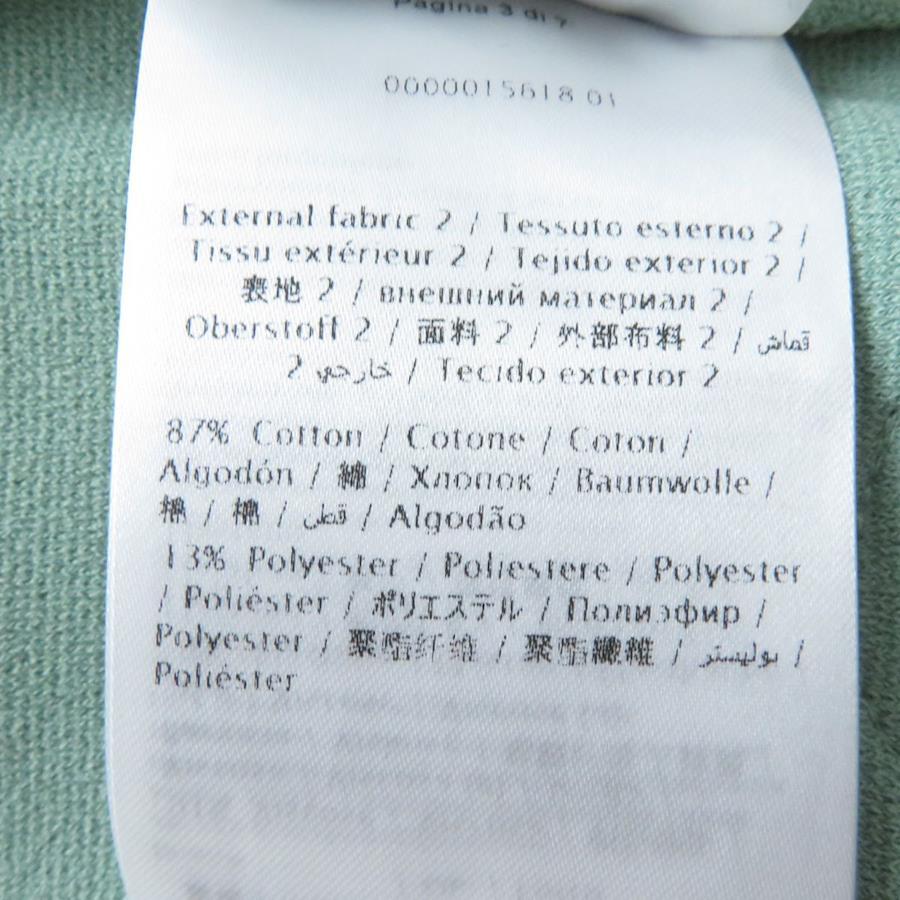 Pagina 3 di 7
0000015618 01
External fabric 2 / Tessuto esterno 2 /
Tissu extérieur 2 / Tejido exterior 2 /
表地 2 / внешний материал 2 /
Oberstoff 2 / 面料 2 / 外部布料 2 / قماش
خارجي 2 / Tecido exterior 2
87% Cotton / Cotone / Coton /
Algodón / 綿 / Хлопок / Baumwolle /
棉 / 棉 / قطن / Algodão
13% Polyester / Poliestere / Polyester
/ Poliéster / ポリエステル / Полиэфир /
Polyester / 聚酯纤维 / 聚酯纖維 / بوليستر /
Poliéster